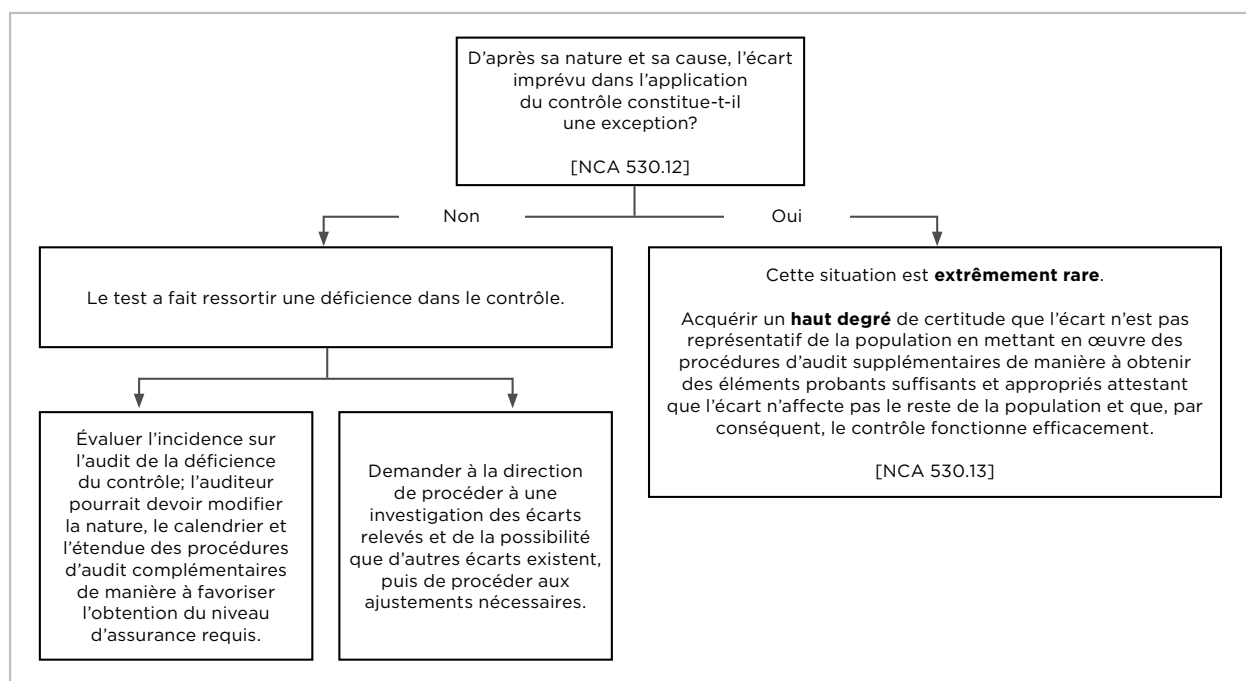 D’après sa nature et sa cause, l’écart
imprévu dans l’application
du contrôle constitue-t-il
une exception?
[NCA 530.12]
Non
Oui
Le test a fait ressortir une déficience dans le contrôle.
Cette situation est extrêmement rare.
Acquérir un haut degré de certitude que l’écart n’est pas
représentatif de la population en mettant en œuvre des
procédures d’audit supplémentaires de manière à obtenir
des éléments probants suffisants et appropriés attestant
que l’écart n’affecte pas le reste de la population et que, par
conséquent, le contrôle fonctionne efficacement.
[NCA 530.13]
Évaluer l’incidence sur
l’audit de la déficience
du contrôle; l’auditeur
pourrait devoir modifier
la nature, le calendrier et
l’étendue des procédures
d’audit complémentaires
de manière à favoriser
l’obtention du niveau
d’assurance requis.
Demander à la direction
de procéder à une
investigation des écarts
relevés et de la possibilité
que d’autres écarts existent,
puis de procéder aux
ajustements nécessaires.